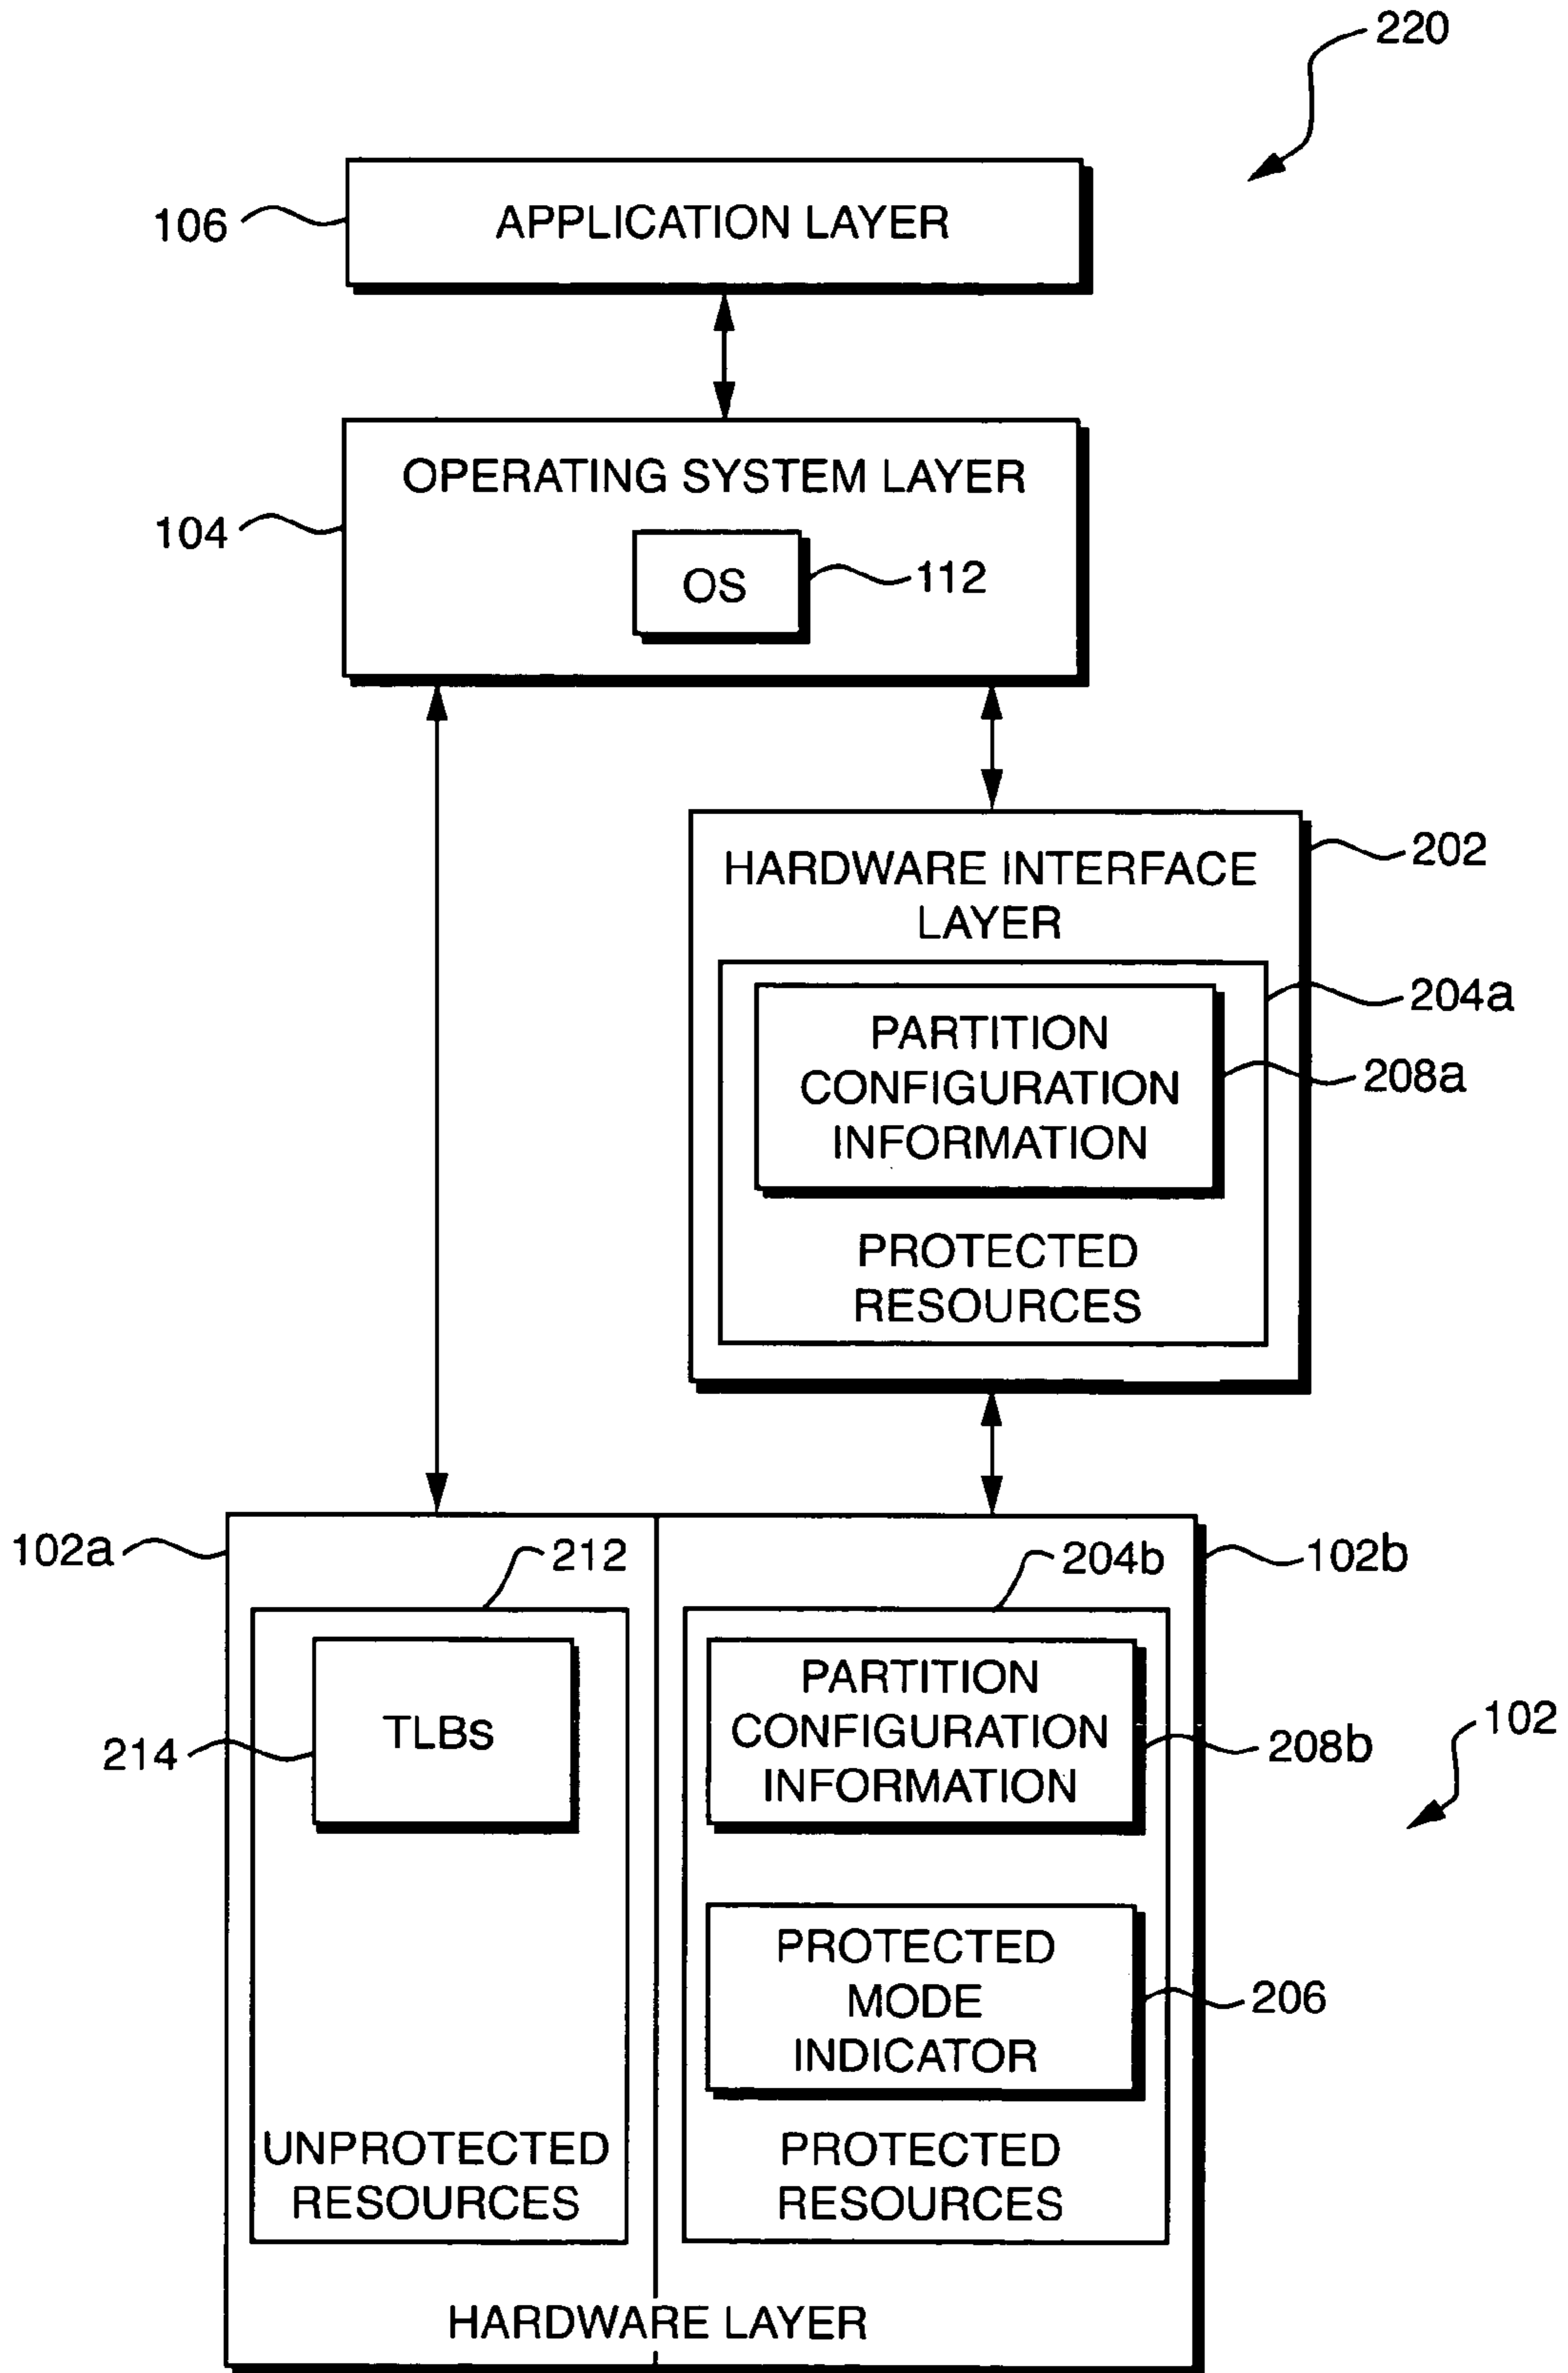 220
106
APPLICATION LAYER
OPERATING SYSTEM LAYER
104
OS
112
HARDWARE INTERFACE
LAYER
202
204a
PARTITION
CONFIGURATION
INFORMATION
208a
PROTECTED
RESOURCES
102a
212
204b
102b
TLBs
214
PARTITION
CONFIGURATION
INFORMATION
208b
102
PROTECTED
MODE
INDICATOR
206
UNPROTECTED
RESOURCES
PROTECTED
RESOURCES
HARDWARE LAYER